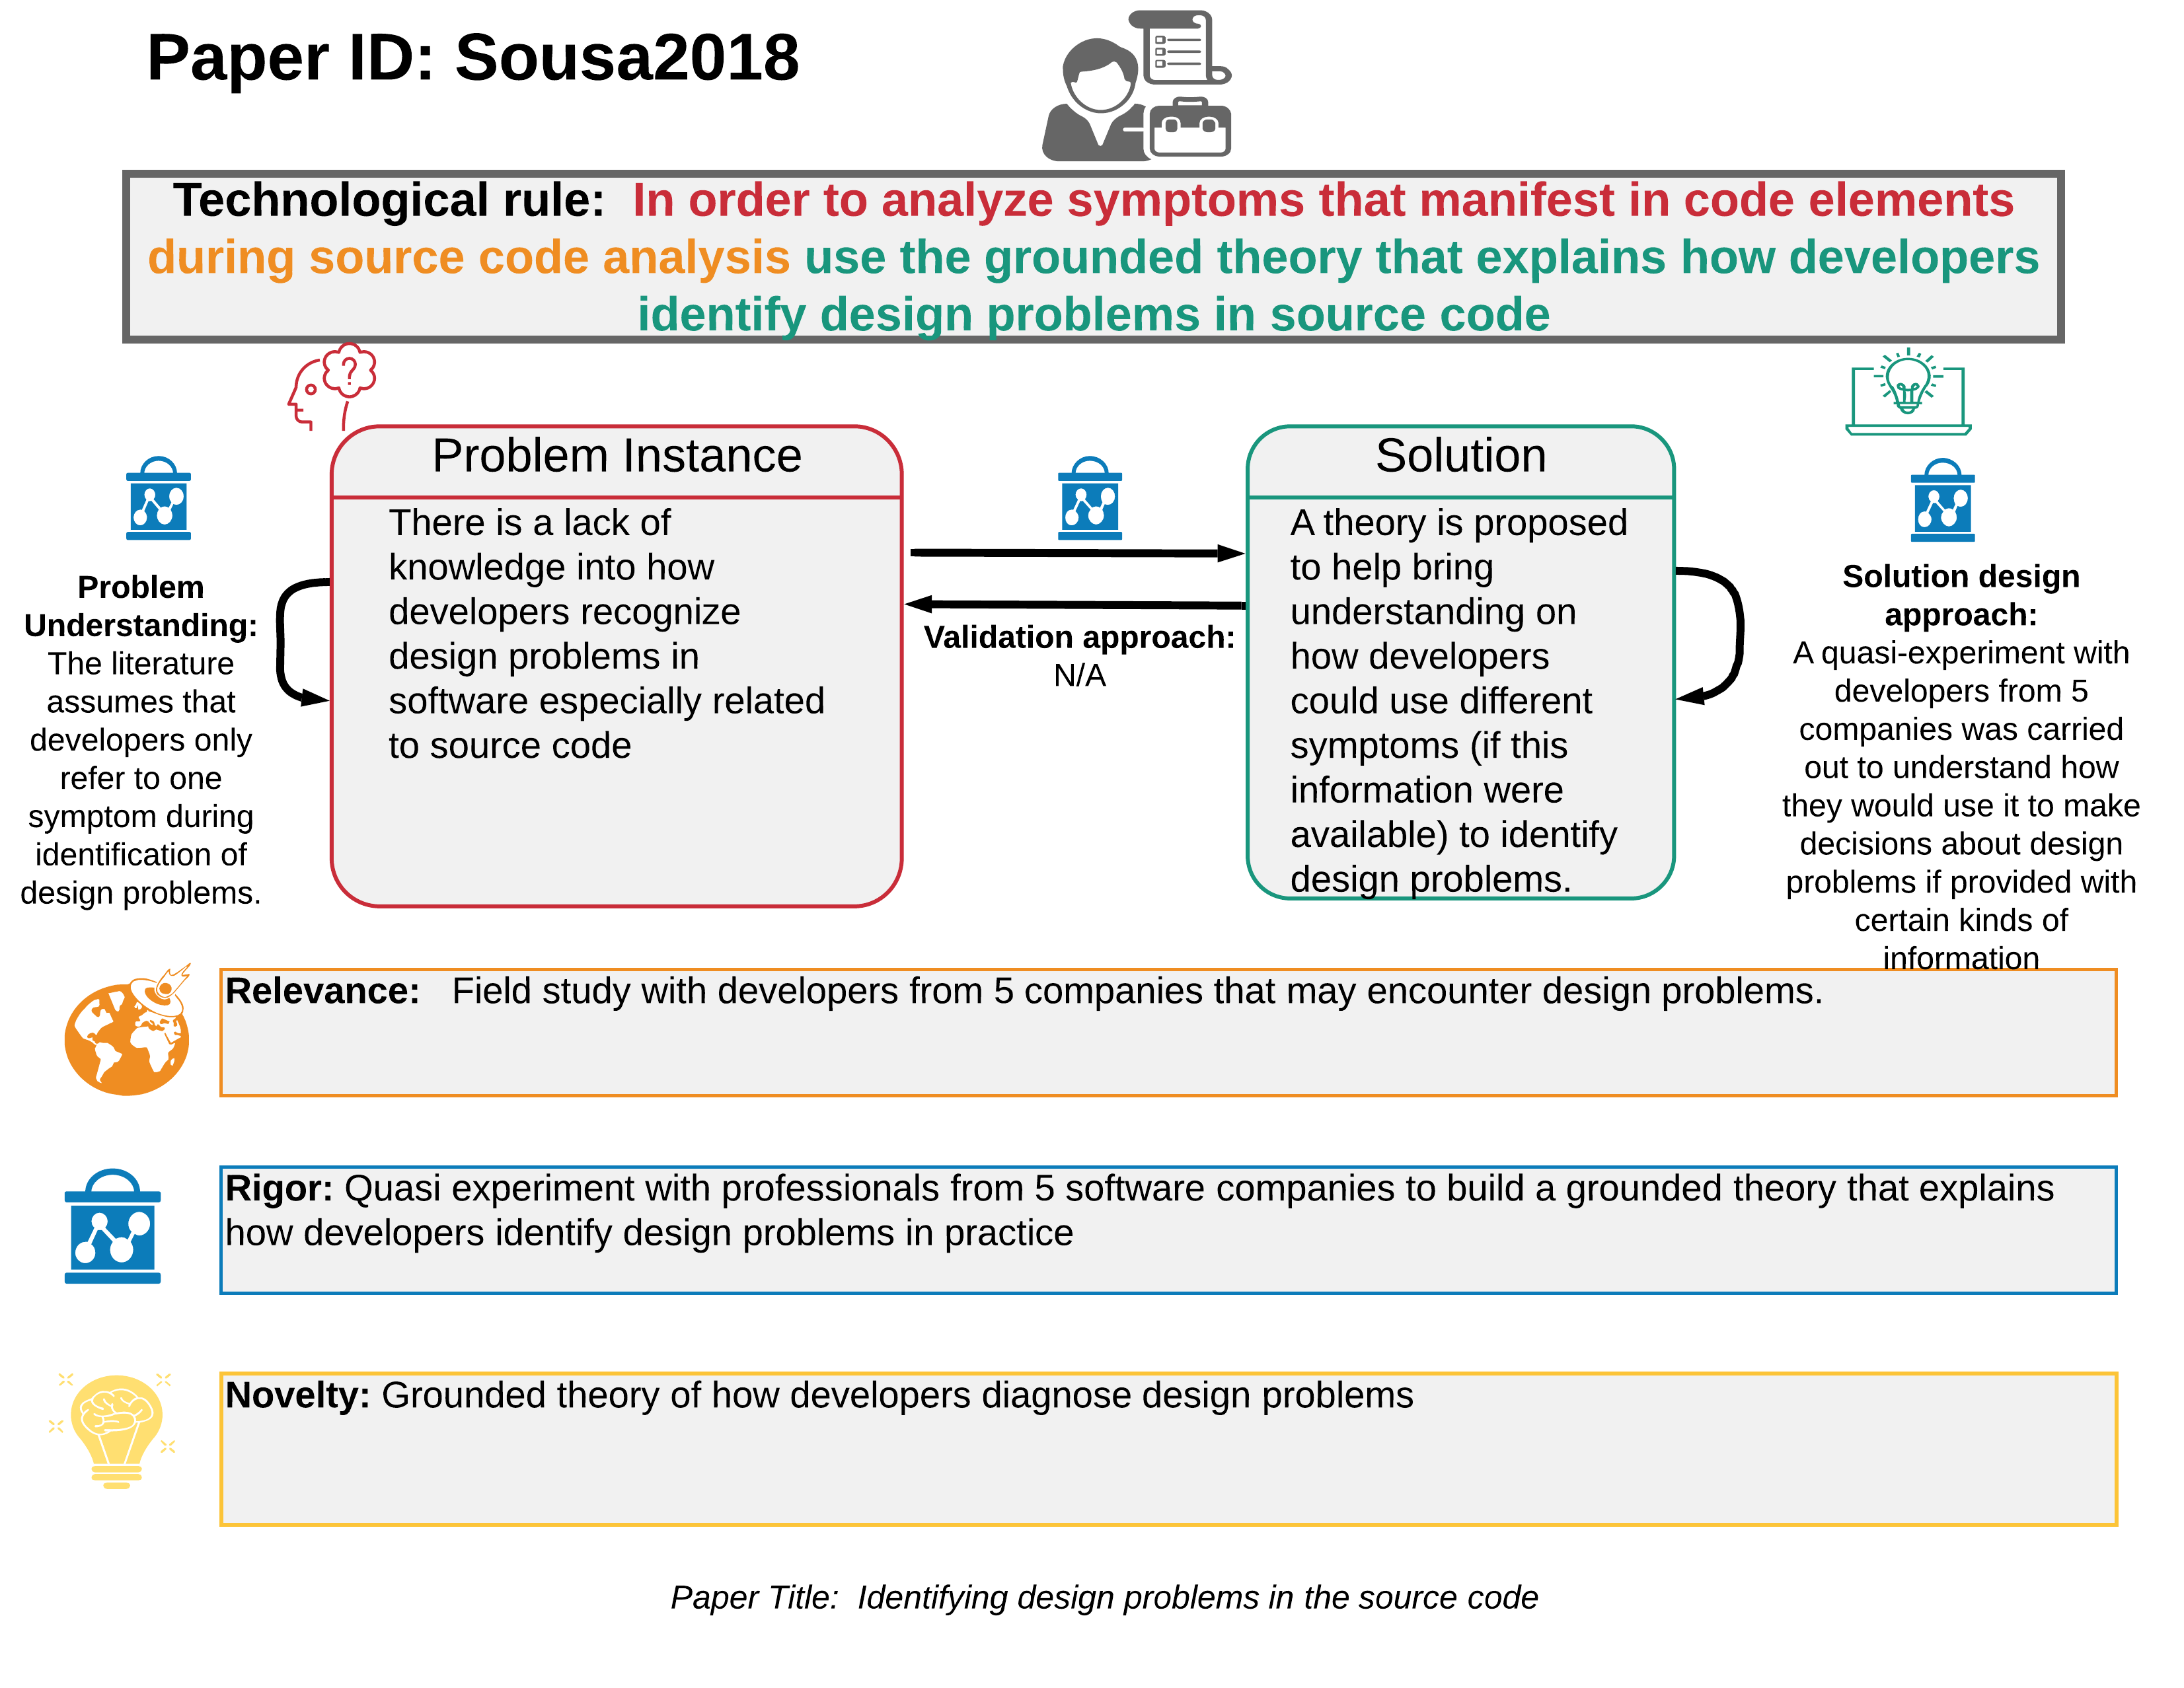 Paper ID: Sousa2018
Technological rule: In order to analyze symptoms that manifest in code elements
during source code analysis use the grounded theory that explains how developers
identify design problems in source code
Problem
Understanding:
The literature
assumes that
developers only
refer to one
symptom during
identification of
design problems.
Problem Instance
There is a lack of
knowledge into how
developers recognize
design problems in
software especially related
to source code
Validation approach:
N/A
Solution
A theory is proposed
to help bring
understanding on
how developers
could use different
symptoms (if this
information were
available) to identify
design problems.
Solution design
approach:
A quasi-experiment with
developers from 5
companies was carried
out to understand how
they would use it to make
decisions about design
problems if provided with
certain kinds of
information
Relevance: Field study with developers from 5 companies that may encounter design problems.
Rigor: Quasi experiment with professionals from 5 software companies to build a grounded theory that explains
how developers identify design problems in practice
Novelty: Grounded theory of how developers diagnose design problems
Paper Title: Identifying design problems in the source code